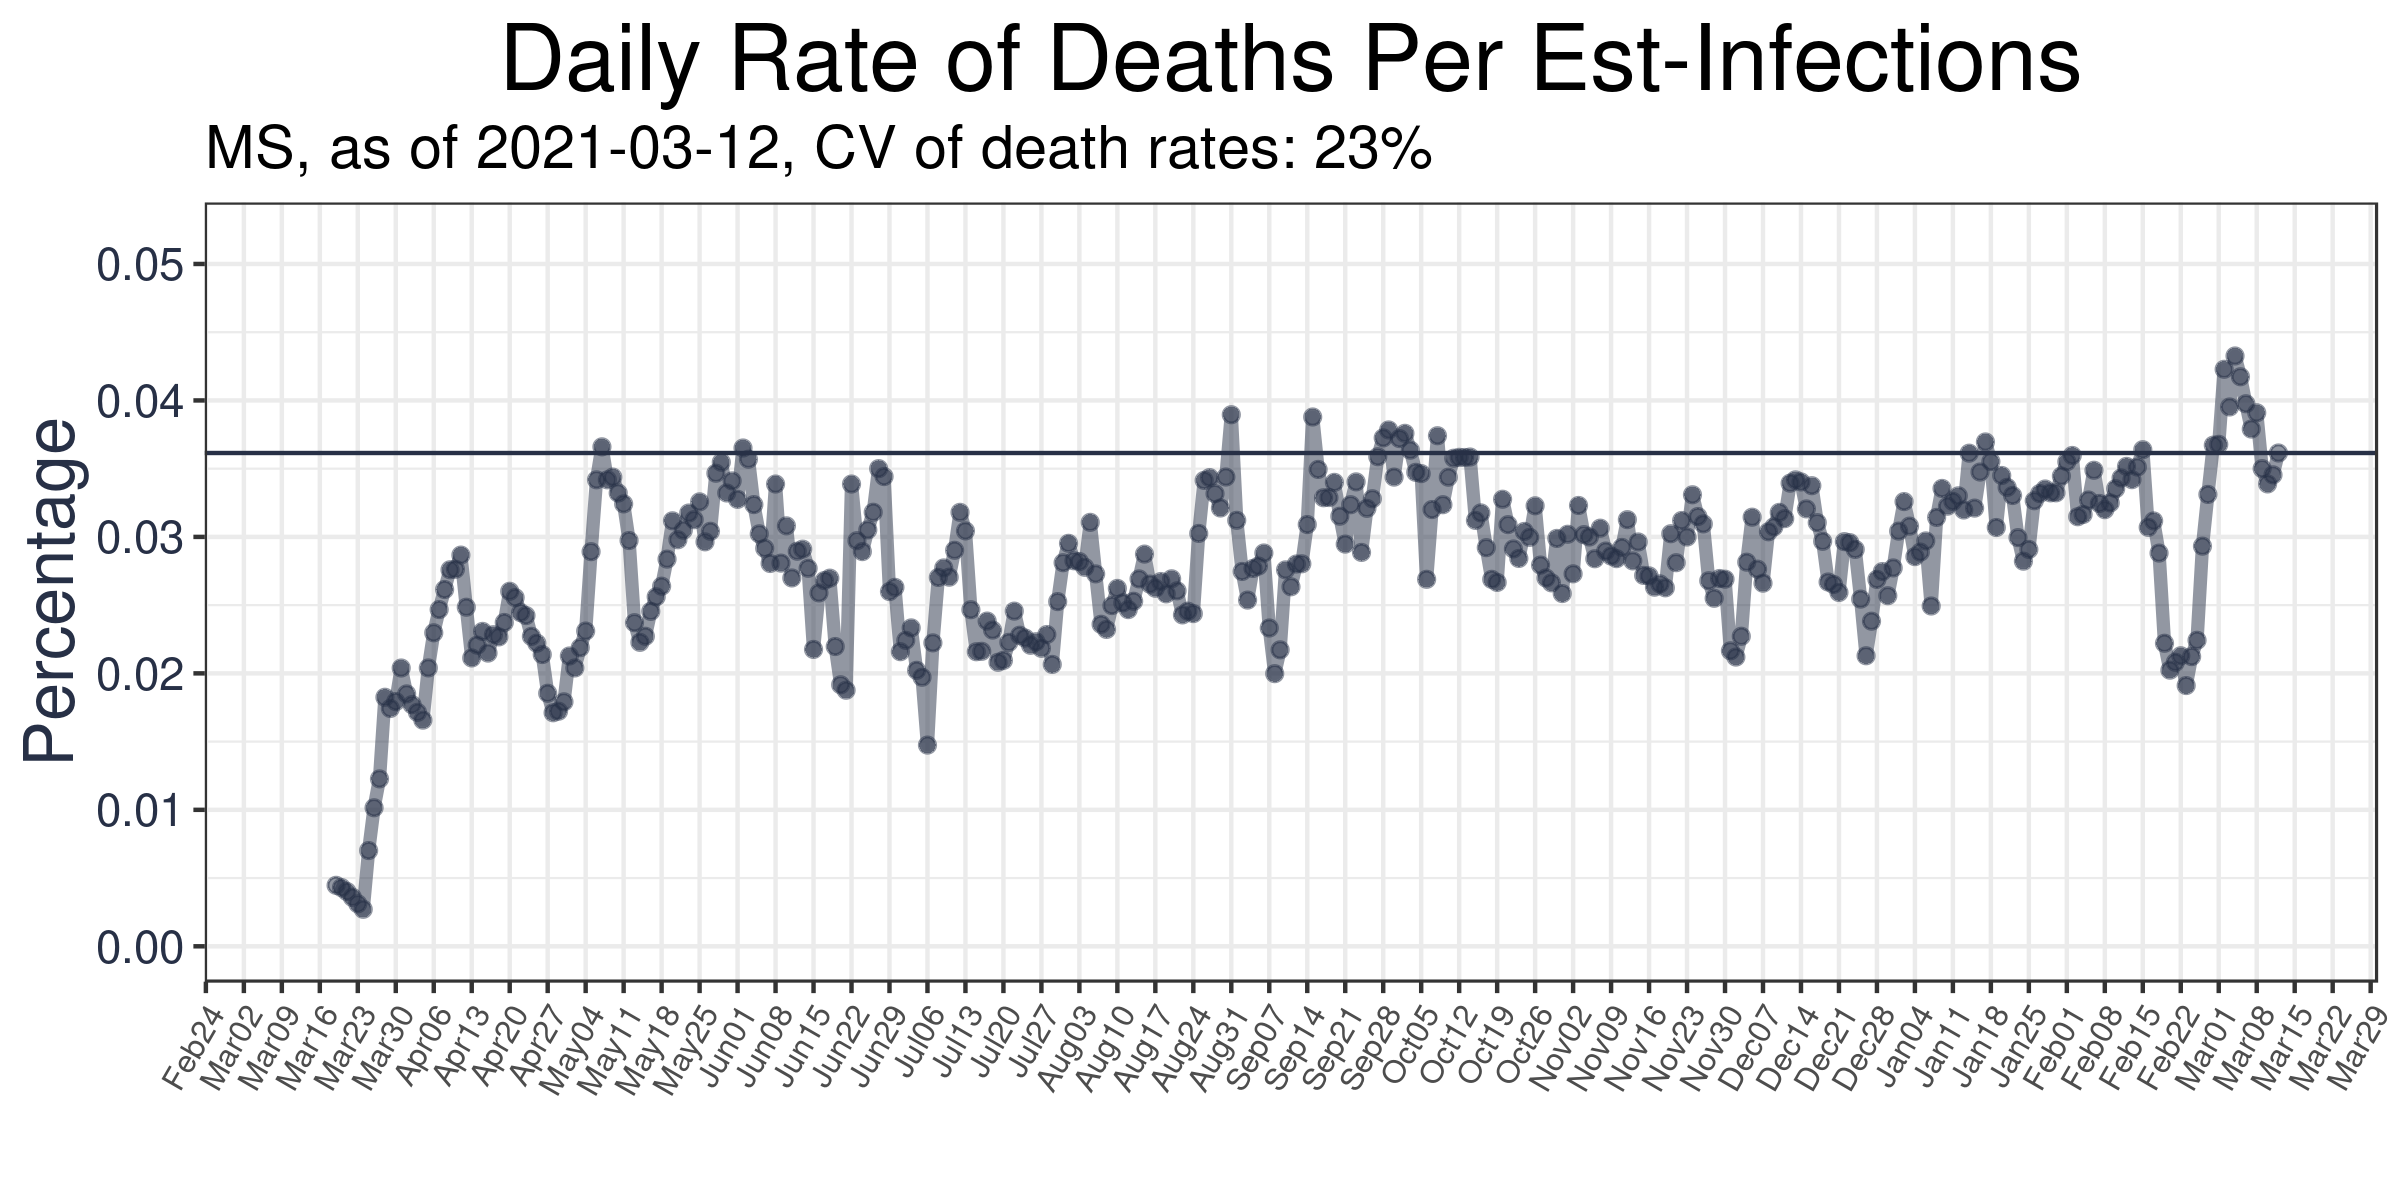 Daily Rate of Deaths Per Est-Infections
MS, as of 2021-03-12, CV of death rates: 23%
Percentage
0.05
0.04
0.03
0.02
0.01
0.00
Feb24
Mar02
Mar09
Mar16
Mar23
Mar30
Apr06
Apr13
Apr20
Apr27
May04
May11
May18
May25
Jun01
Jun08
Jun15
Jun22
Jun29
Jul06
Jul13
Jul20
Jul27
Aug03
Aug10
Aug17
Aug24
Aug31
Sep07
Sep14
Sep21
Sep28
Oct05
Oct12
Oct19
Oct26
Nov02
Nov09
Nov16
Nov23
Nov30
Dec07
Dec14
Dec21
Dec28
Dec04
Jan11
Jan18
Jan25
Feb01
Feb08
Feb15
Feb22
Mar01
Mar08
Mar15
Mar22
Mar29